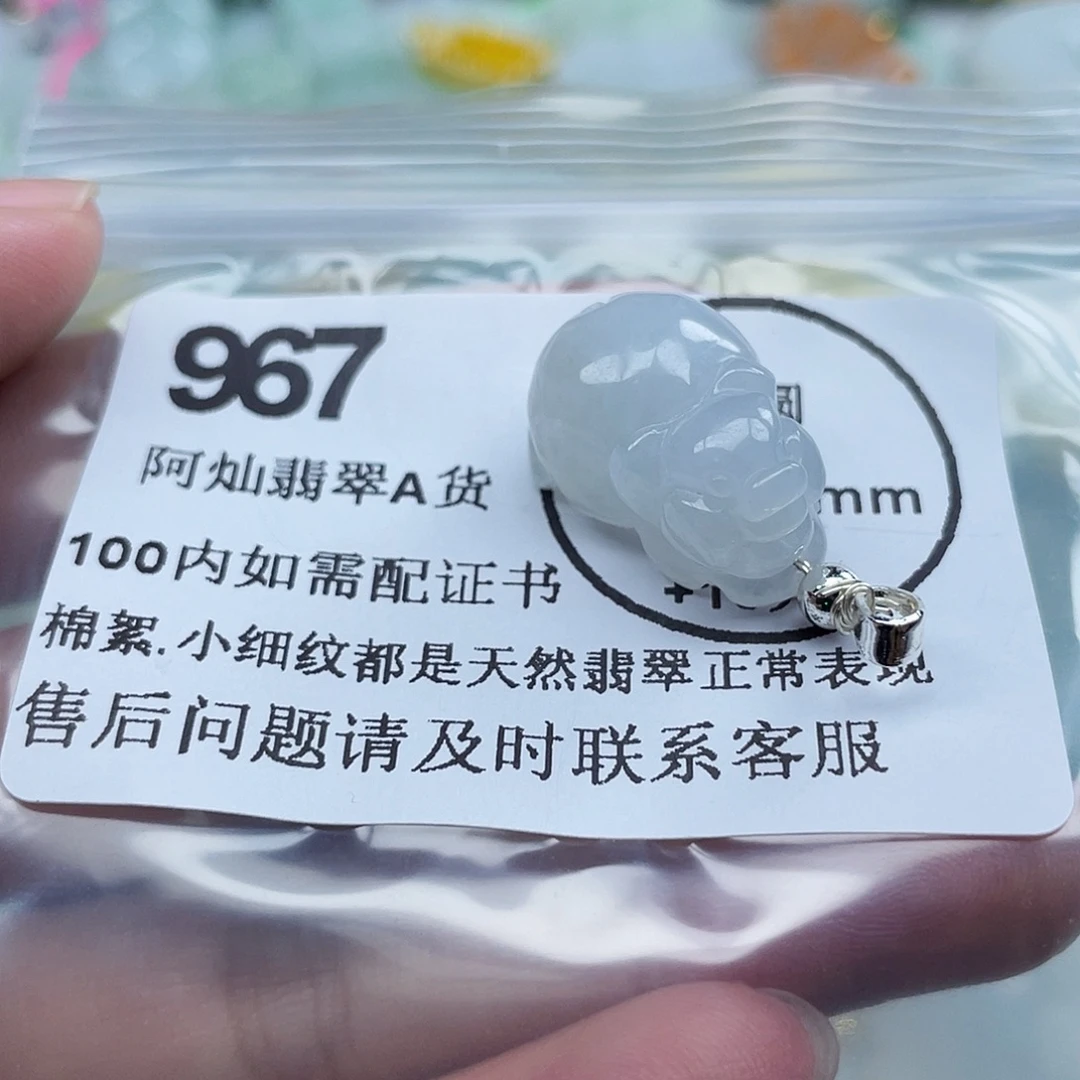 967
圆
阿灿翡翠A货
mm
100内如需配证书
棉絮.小细纹都是天然翡翠正常表现
售后问题请及时联系客服